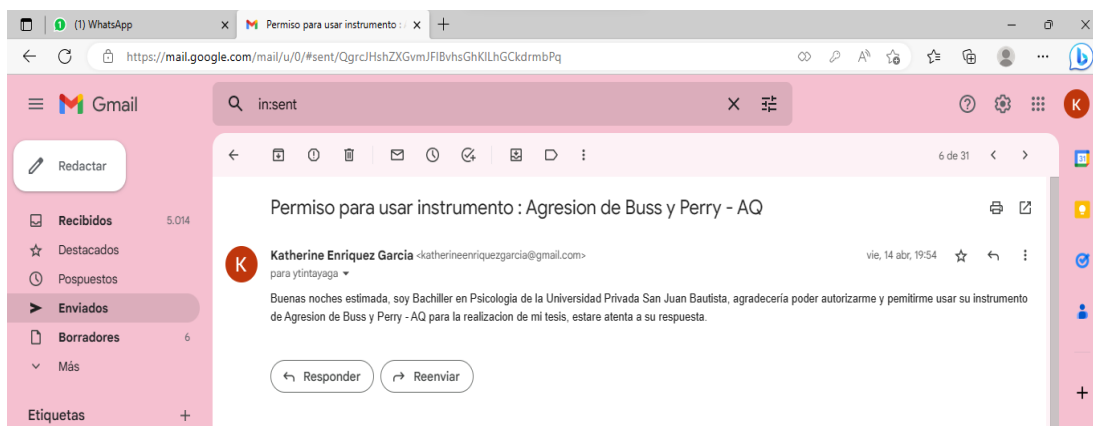 (1) WhatsApp
Permiso para usar instrumento : A
https://mail.google.com/mail/u/0/#sent/QgrcJHshZXGvmJFlBvhsGhKlLhGCkdrmbPq
Gmail
in:sent
K
Redactar
6 de 31
31
Permiso para usar instrumento : Agresion de Buss y Perry - AQ
Recibidos 5.014
Destacados
Pospuestos
Enviados
Borradores 6
Más
Etiquetas
K
Katherine Enriquez Garcia <katherineenriquezgarcia@gmail.com>
vie, 14 abr, 19:54
para ytintayaga
Buenas noches estimada, soy Bachiller en Psicologia de la Universidad Privada San Juan Bautista, agradecería poder autorizarme y pemitirme usar su instrumento
de Agresion de Buss y Perry - AQ para la realizacion de mi tesis, estare atenta a su respuesta.
Responder
Reenviar